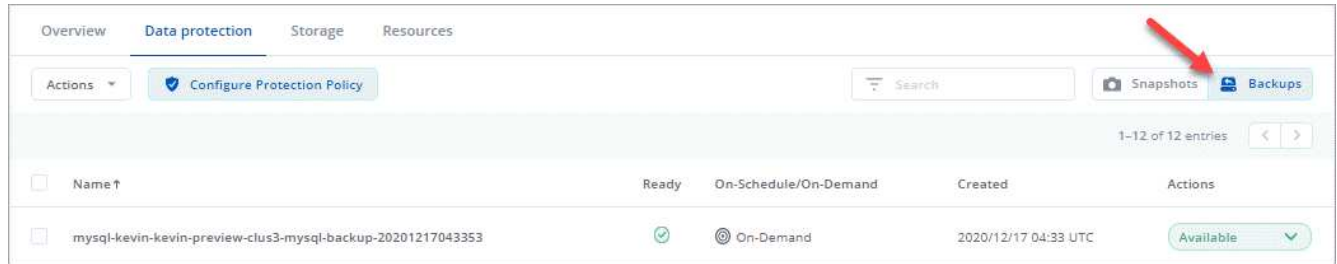 Overview Data protection Storage Resources
Actions Configure Protection Policy Search Snapshots Backups
1–12 of 12 entries
Name↑ Ready On-Schedule/On-Demand Created Actions
mysql-kevin-kevin-preview-clus3-mysql-backup-20201217043353 On-Demand 2020/12/17 04:33 UTC Available